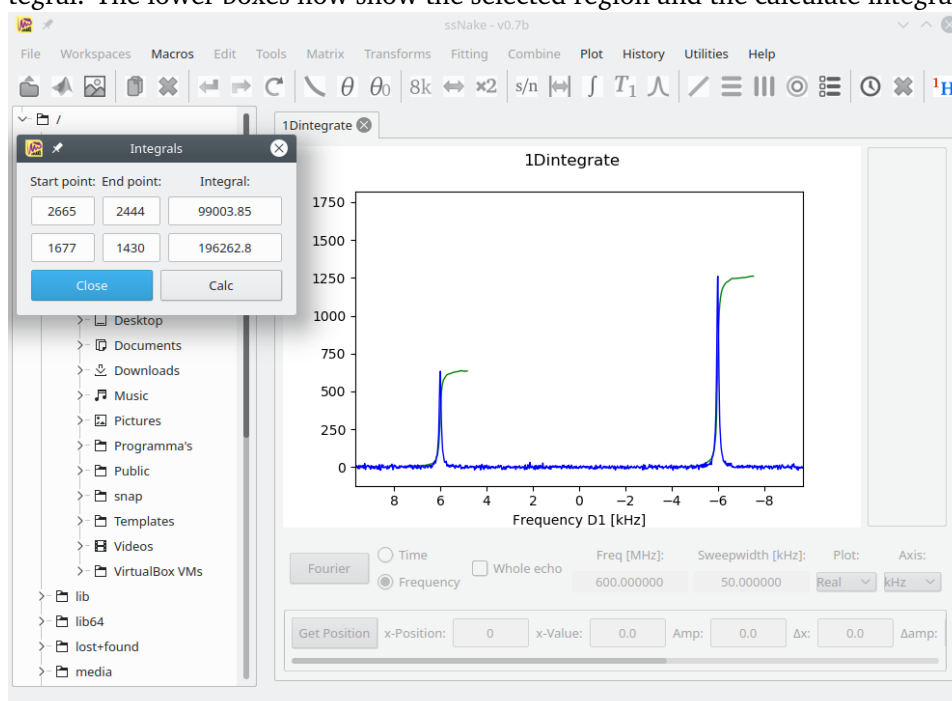 tegral. The lower boxes now show the selected region and the calculate integra
ssNake - v0.7b
File Workspaces Macros Edit Tools Matrix Transforms Fitting Combine Plot History Utilities Help
θ θ0 8k ×2 s/n ∫ T1 1H
/
1Dintegrate
Integrals
Start point: End point: Integral:
2665 2444 99003.85
1677 1430 196262.8
Close Calc
Desktop
Documents
Downloads
Music
Pictures
Programma's
Public
snap
Templates
Videos
VirtualBox VMs
lib
lib64
lost+found
media
1Dintegrate
1750
1500
1250
1000
750
500
250
0
8 6 4 2 0 −2 −4 −6 −8
Frequency D1 [kHz]
Fourier
Time
Frequency
Whole echo
Freq [MHz]: Sweepwidth [kHz]: Plot: Axis:
600.000000 50.000000 Real kHz
Get Position x-Position: 0 x-Value: 0.0 Amp: 0.0 Δx: 0.0 Δamp: